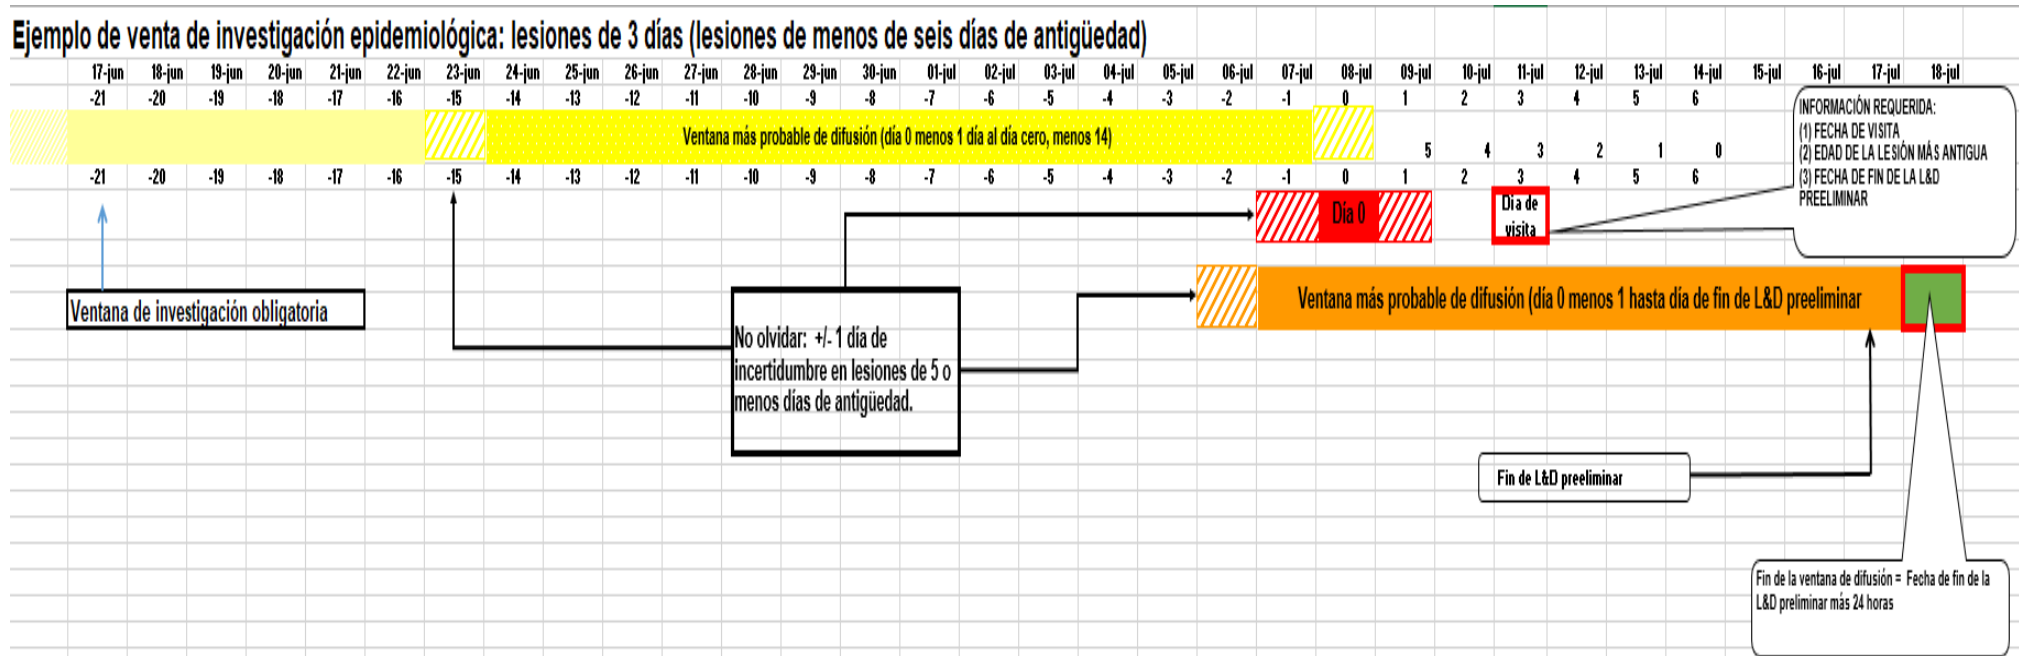 Ejemplo de venta de investigación epidemiológica: lesiones de 3 días (lesiones de menos de seis días de antigüedad)
17-jun 18-jun 19-jun 20-jun 21-jun 22-jun 23-jun 24-jun 25-jun 26-jun 27-jun 28-jun 29-jun 30-jun 01-jul 02-jul 03-jul 04-jul 05-jul 06-jul 07-jul 08-jul 09-jul 10-jul 11-jul 12-jul 13-jul 14-jul 15-jul 16-jul 17-jul 18-jul
-21 -20 -19 -18 -17 -16 -15 -14 -13 -12 -11 -10 -9 -8 -7 -6 -5 -4 -3 -2 -1 0 1 2 3 4 5 6
Ventana más probable de difusión (día 0 menos 1 día al día cero, menos 14)
5 4 3 2 1 0
-21 -20 -19 -18 -17 -16 -15 -14 -13 -12 -11 -10 -9 -8 -7 -6 -5 -4 -3 -2 -1 0 1 2 3 4 5 6
INFORMACIÓN REQUERIDA:
(1) FECHA DE VISITA
(2) EDAD DE LA LESIÓN MÁS ANTIGUA
(3) FECHA DE FIN DE LA L&D
PREELIMINAR
Día 0
Dia de
visita
Ventana de investigación obligatoria
Ventana más probable de difusión (día 0 menos 1 hasta día de fin de L&D preeliminar
No olvidar: +/- 1 día de
incertidumbre en lesiones de 5 o
menos días de antigüedad.
Fin de L&D preeliminar
Fin de la ventana de difusión = Fecha de fin de la
L&D preliminar más 24 horas